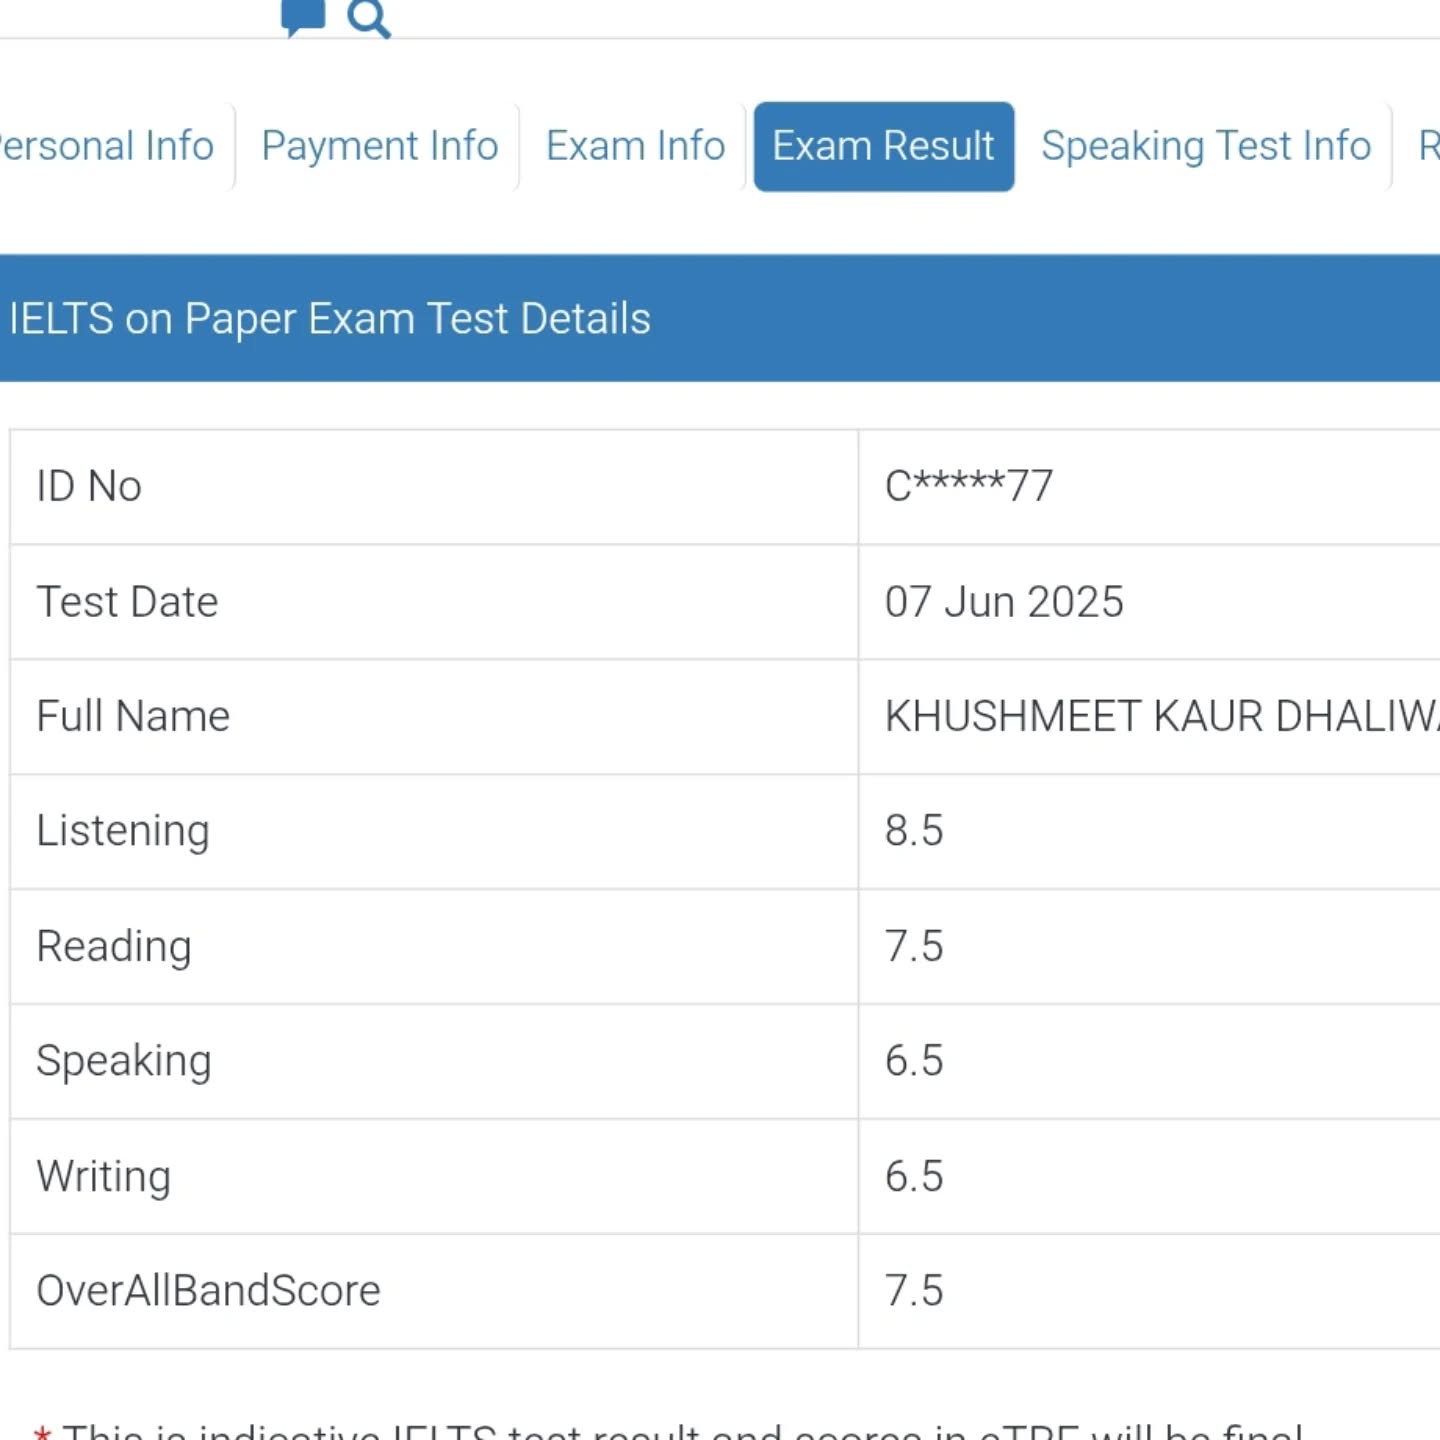 ersonal Info Payment Info Exam Info Exam Result Speaking Test Info R
IELTS on Paper Exam Test Details
ID No C*****77
Test Date 07 Jun 2025
Full Name KHUSHMEET KAUR DHALIWA
Listening 8.5
Reading 7.5
Speaking 6.5
Writing 6.5
OverAllBandScore 7.5
* This is indicative IELTS test result and scores in eTRF will be final